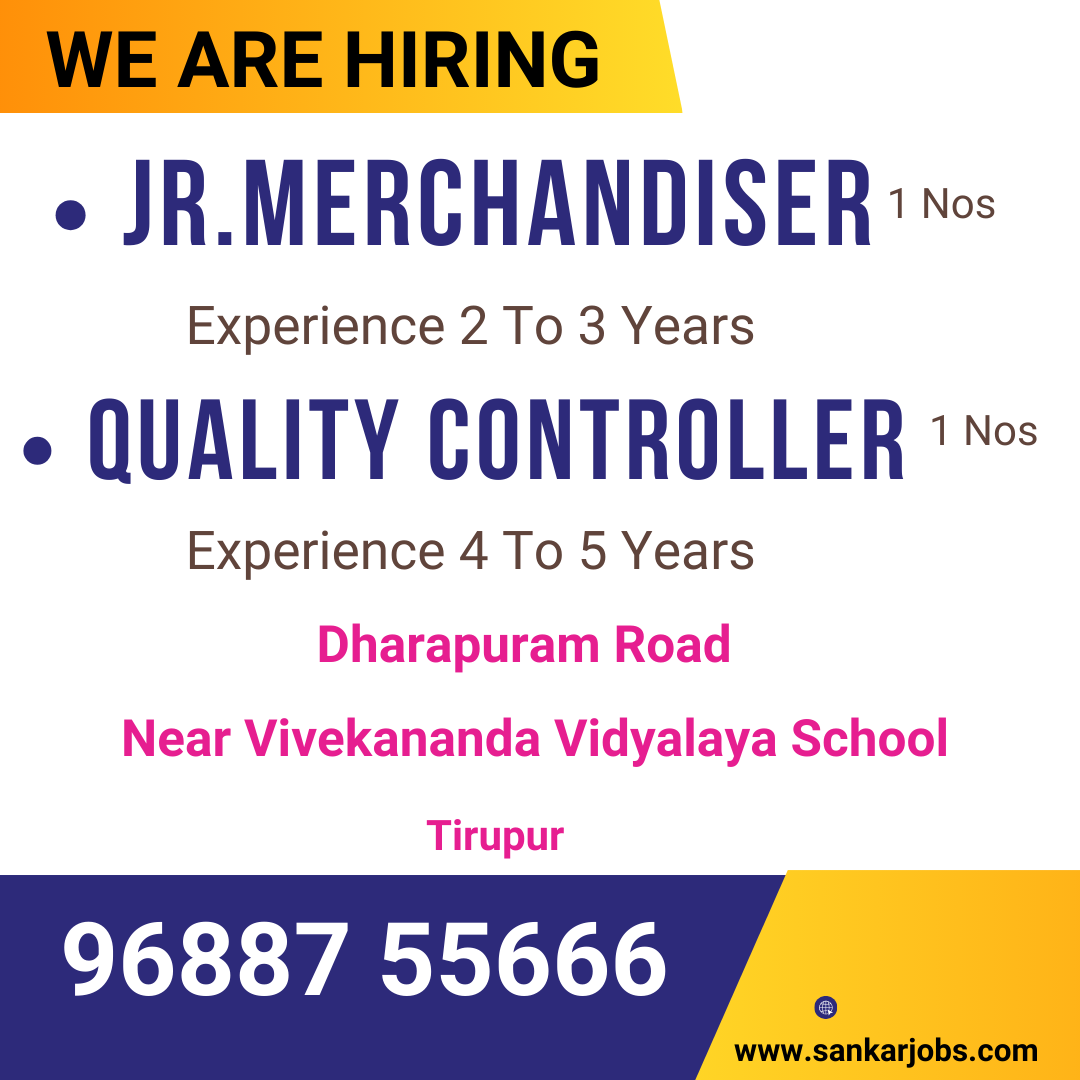 WE ARE HIRING
• JR.MERCHANDISER 1 Nos
Experience 2 To 3 Years
• QUALITY CONTROLLER 1 Nos
Experience 4 To 5 Years
Dharapuram Road
Near Vivekananda Vidyalaya School
Tirupur
96887 55666
www.sankarjobs.com